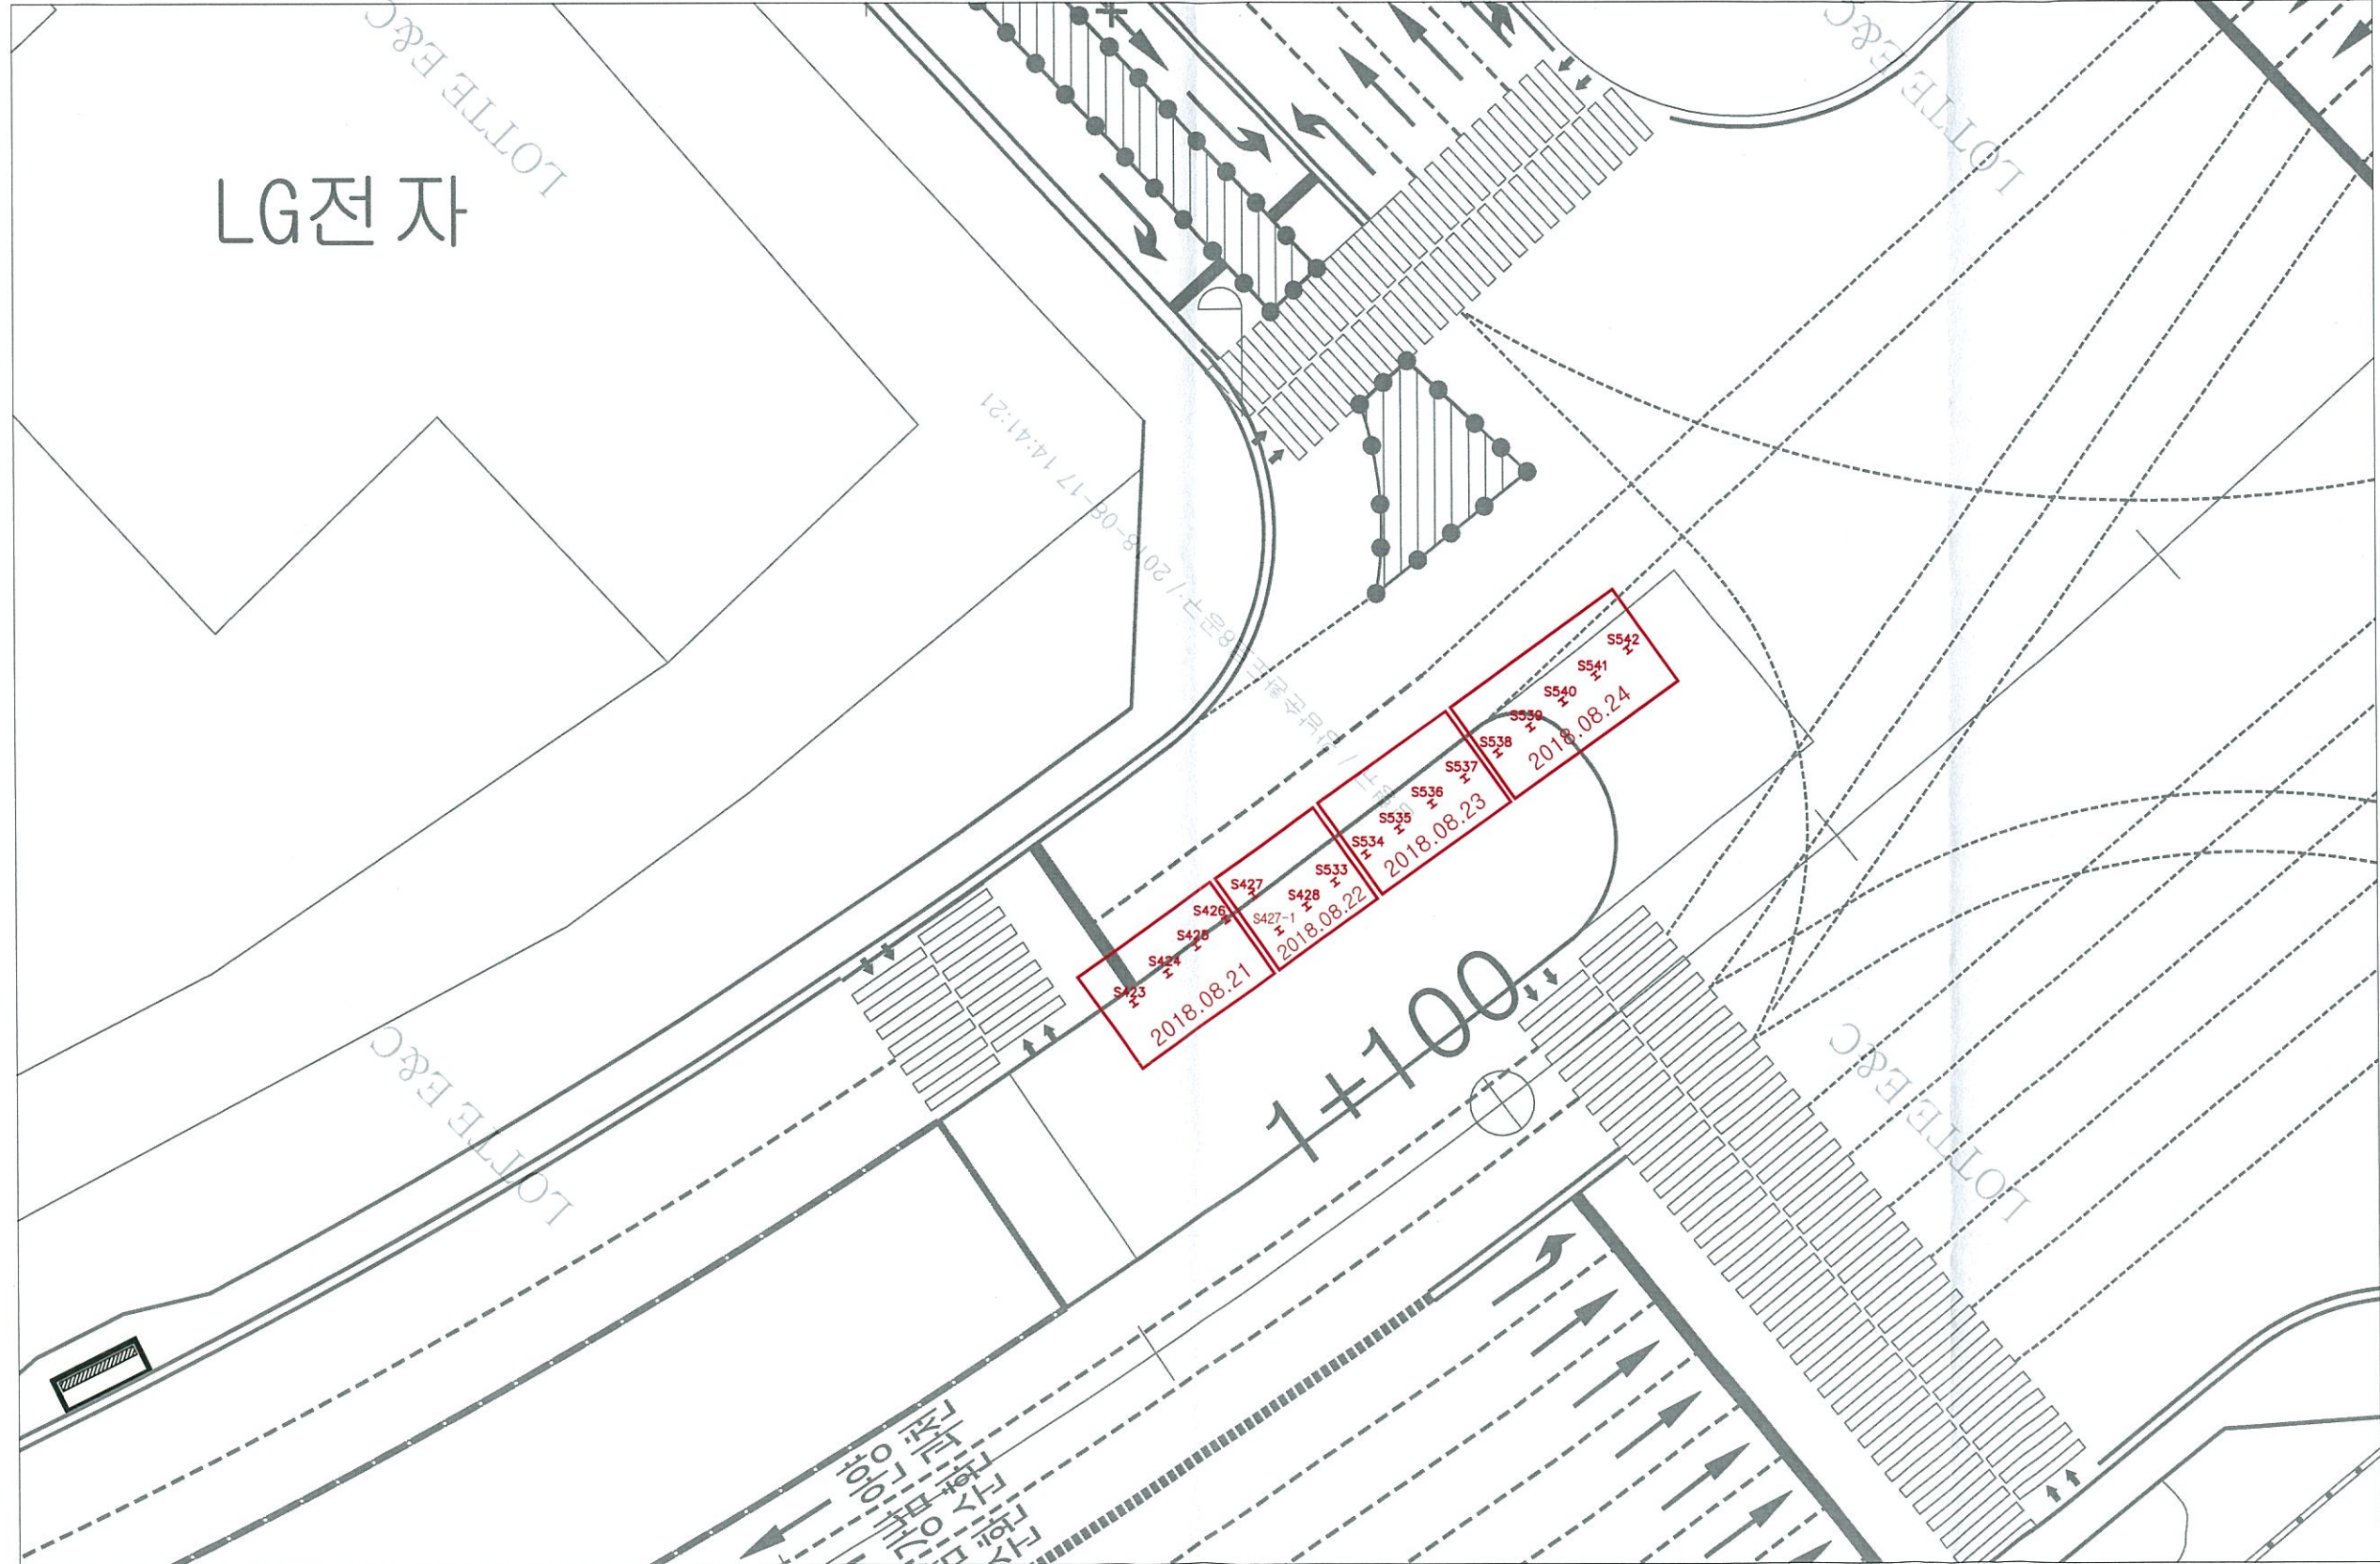 LOTTE E&C
LOTTE E&C
LG전자
S542
S541
S540
S539
S538
2018.08.24
S537
S536
S535
S534
2018.08.23
S533
S427
S428
S427-1
2018.08.22
S426
S425
S424
S423
2018.08.21
1+100
LOTTE E&C
LOTTE E&C